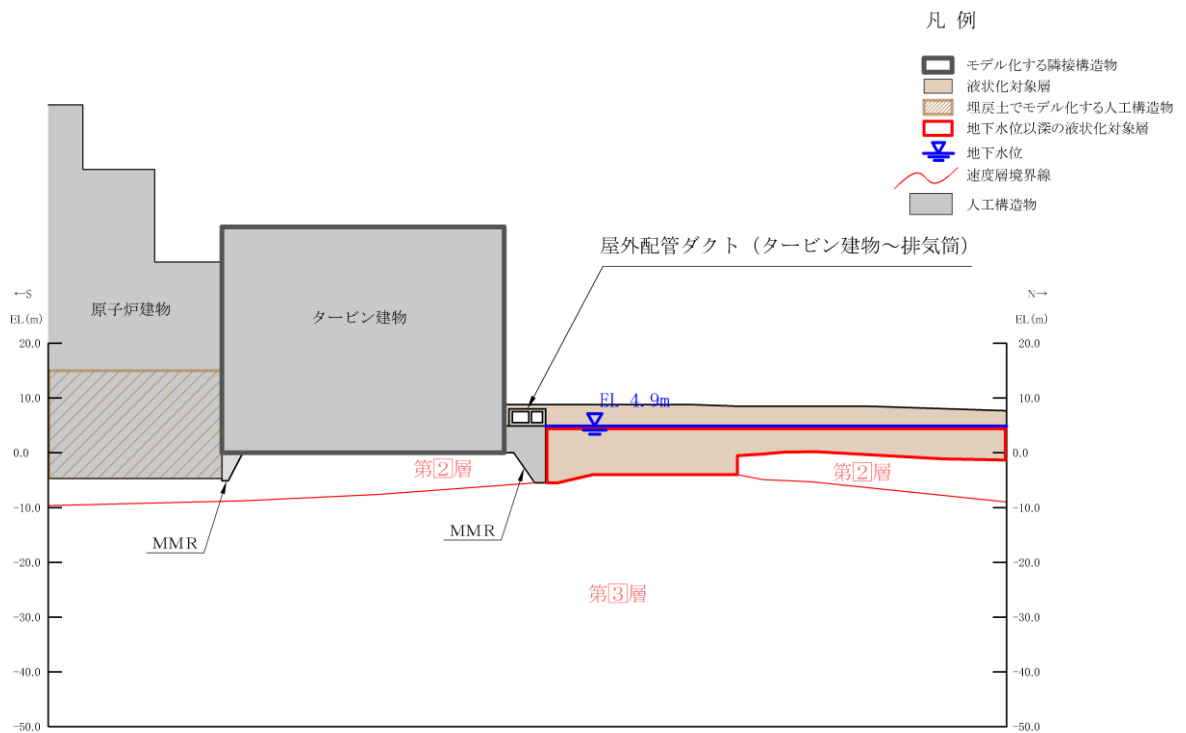 凡 例
モデル化する隣接構造物
液状化対象層
埋戻土でモデル化する人工構造物
地下水位以深の液状化対象層
地下水位
速度層境界線
人工構造物
屋外配管ダクト（タービン建物～排気筒）
←S
EL(m)
N→
EL(m)
原子炉建物
タービン建物
20.0
20.0
10.0
EL 4.9m
10.0
0.0
0.0
第②層
第②層
-10.0
-10.0
MMR
MMR
-20.0
-20.0
第③層
-30.0
-30.0
-40.0
-40.0
-50.0
-50.0